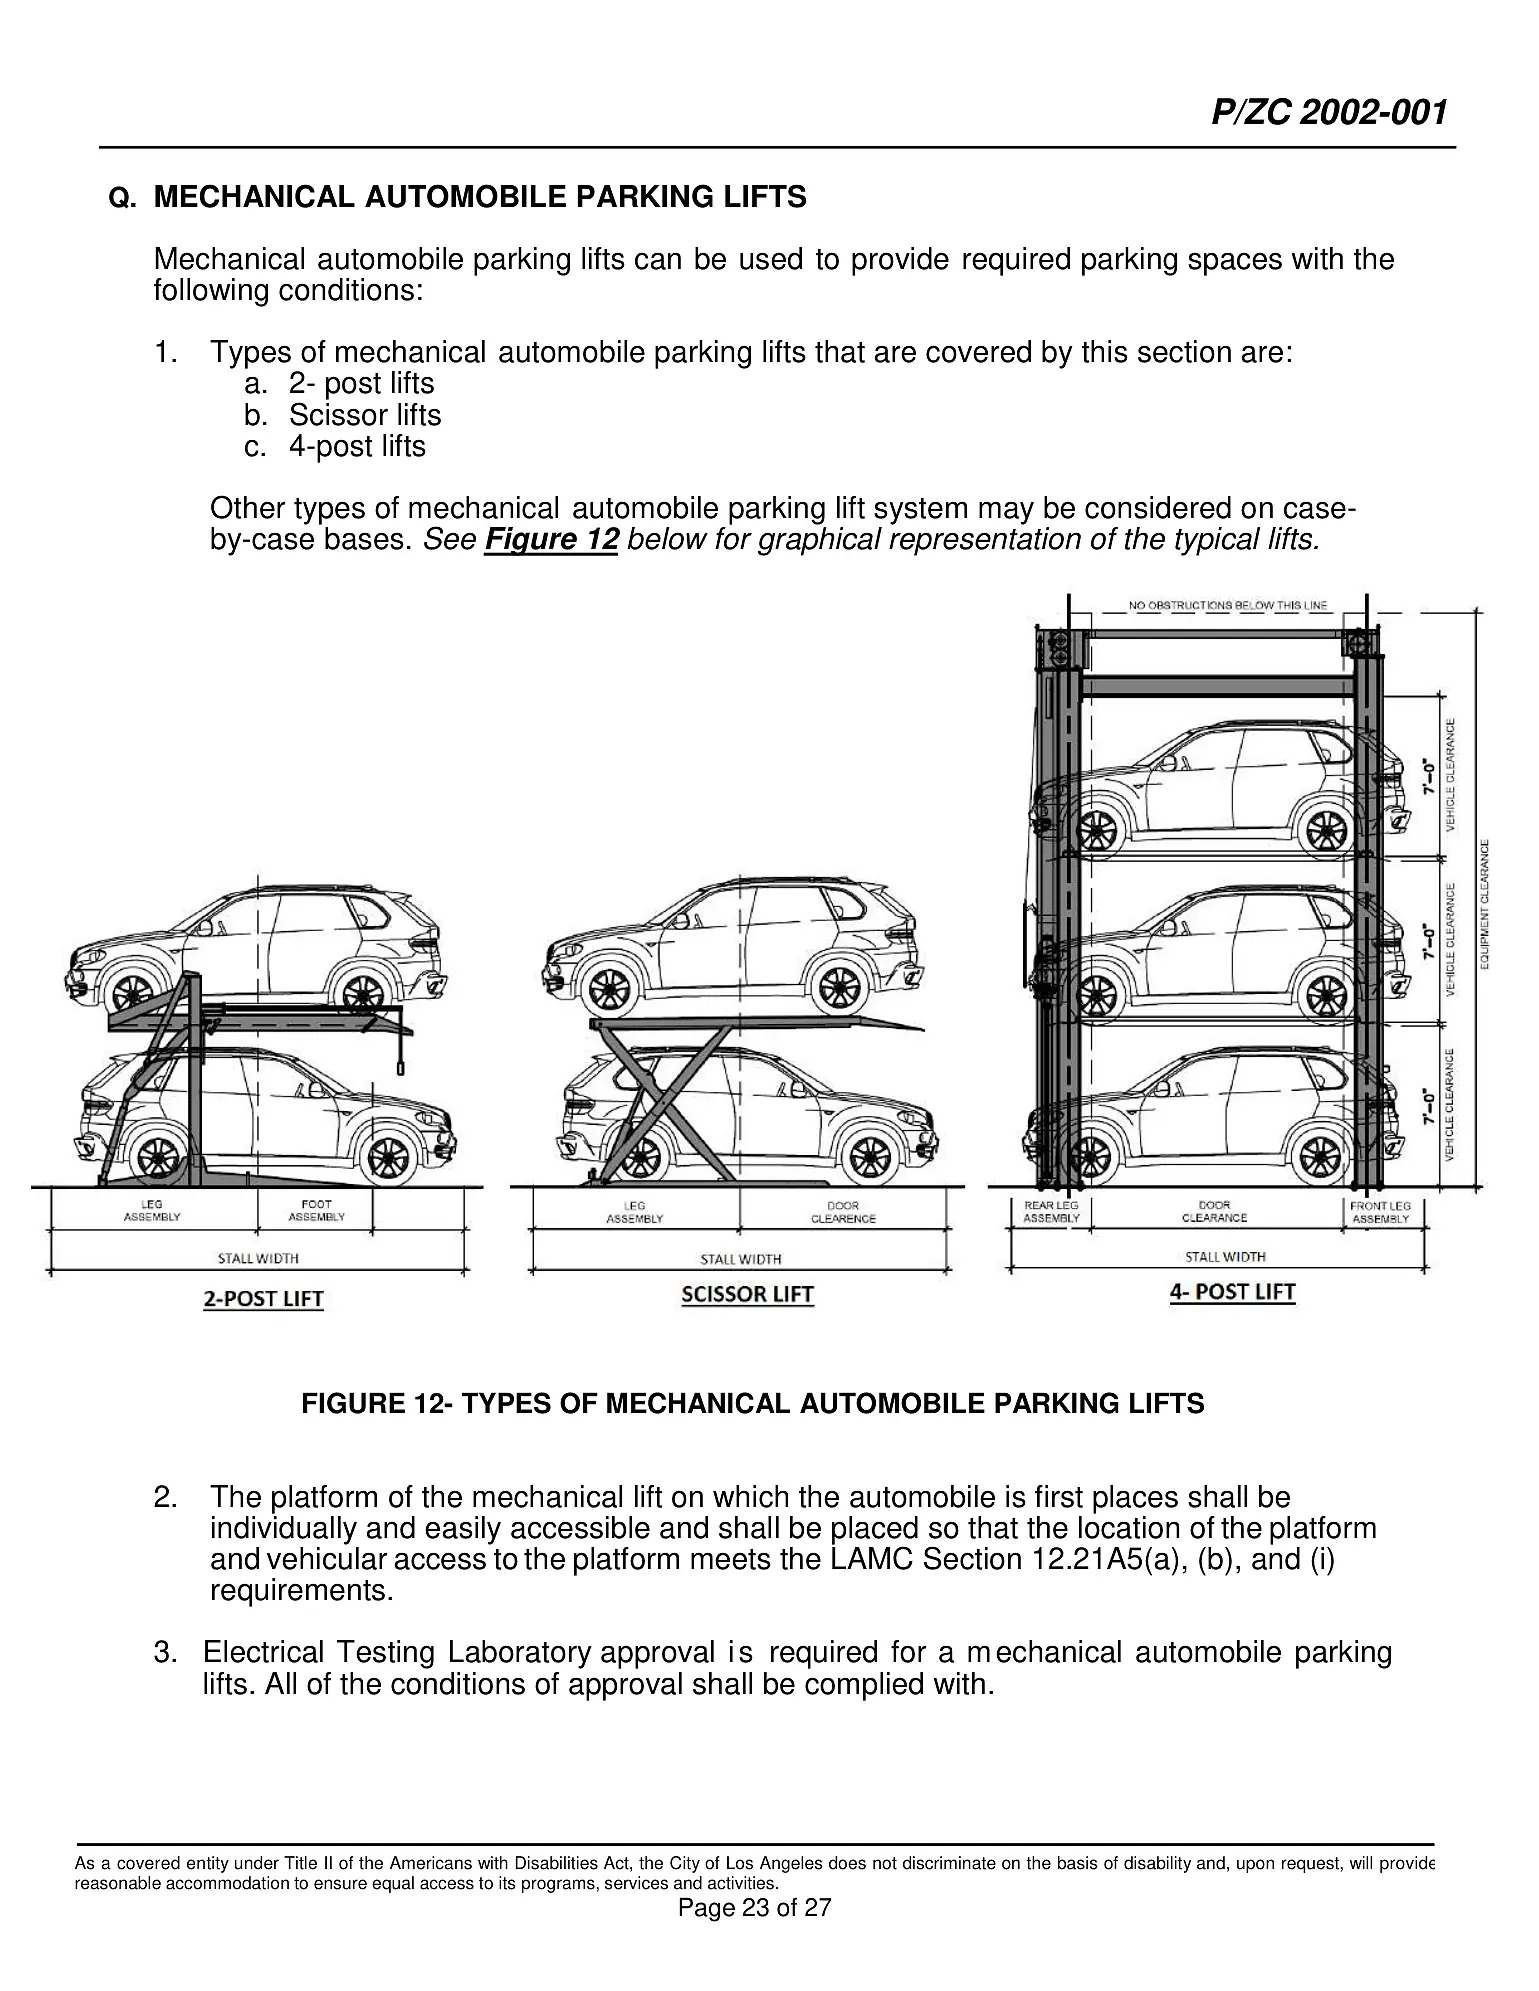 P/ZC 2002-001
Q. MECHANICAL AUTOMOBILE PARKING LIFTS
Mechanical automobile parking lifts can be used to provide required parking spaces with the
following conditions:
1. Types of mechanical automobile parking lifts that are covered by this section are:
a. 2- post lifts
b. Scissor lifts
c. 4-post lifts
Other types of mechanical automobile parking lift system may be considered on case-
by-case bases. See Figure 12 below for graphical representation of the typical lifts.
NO OBSTRUCTIONS BELOW THIS LINE
7'-0"
VEHICLE CLEARANCE
7'-0"
VEHICLE CLEARANCE
7'-0"
VEHICLE CLEARANCE
EQUIPMENT CLEARANCE
LEG
ASSEMBLY
FOOT
ASSEMBLY
STALL WIDTH
2-POST LIFT
LEG
ASSEMBLY
DOOR
CLEARENCE
STALL WIDTH
SCISSOR LIFT
REAR LEG
ASSEMBLY
DOOR
CLEARANCE
FRONT LEG
ASSEMBLY
STALL WIDTH
4- POST LIFT
FIGURE 12- TYPES OF MECHANICAL AUTOMOBILE PARKING LIFTS
2. The platform of the mechanical lift on which the automobile is first places shall be
individually and easily accessible and shall be placed so that the location of the platform
and vehicular access to the platform meets the LAMC Section 12.21A5(a), (b), and (i)
requirements.
3. Electrical Testing Laboratory approval is required for a mechanical automobile parking
lifts. All of the conditions of approval shall be complied with.
As a covered entity under Title II of the Americans with Disabilities Act, the City of Los Angeles does not discriminate on the basis of disability and, upon request, will provide
reasonable accommodation to ensure equal access to its programs, services and activities.
Page 23 of 27